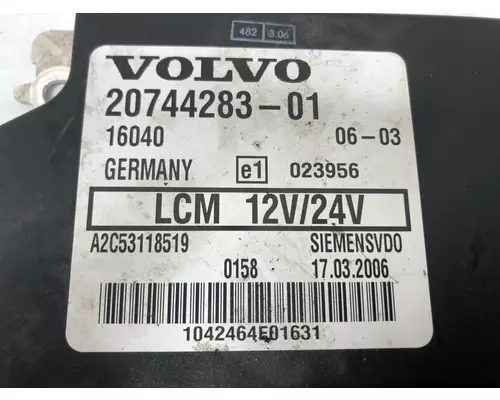 482 3.06
VOLVO
20744283-01
16040 06-03
GERMANY e1 023956
LCM 12V/24V
A2C53118519 SIEMENSVDO
0158 17.03.2006
1042464E01631